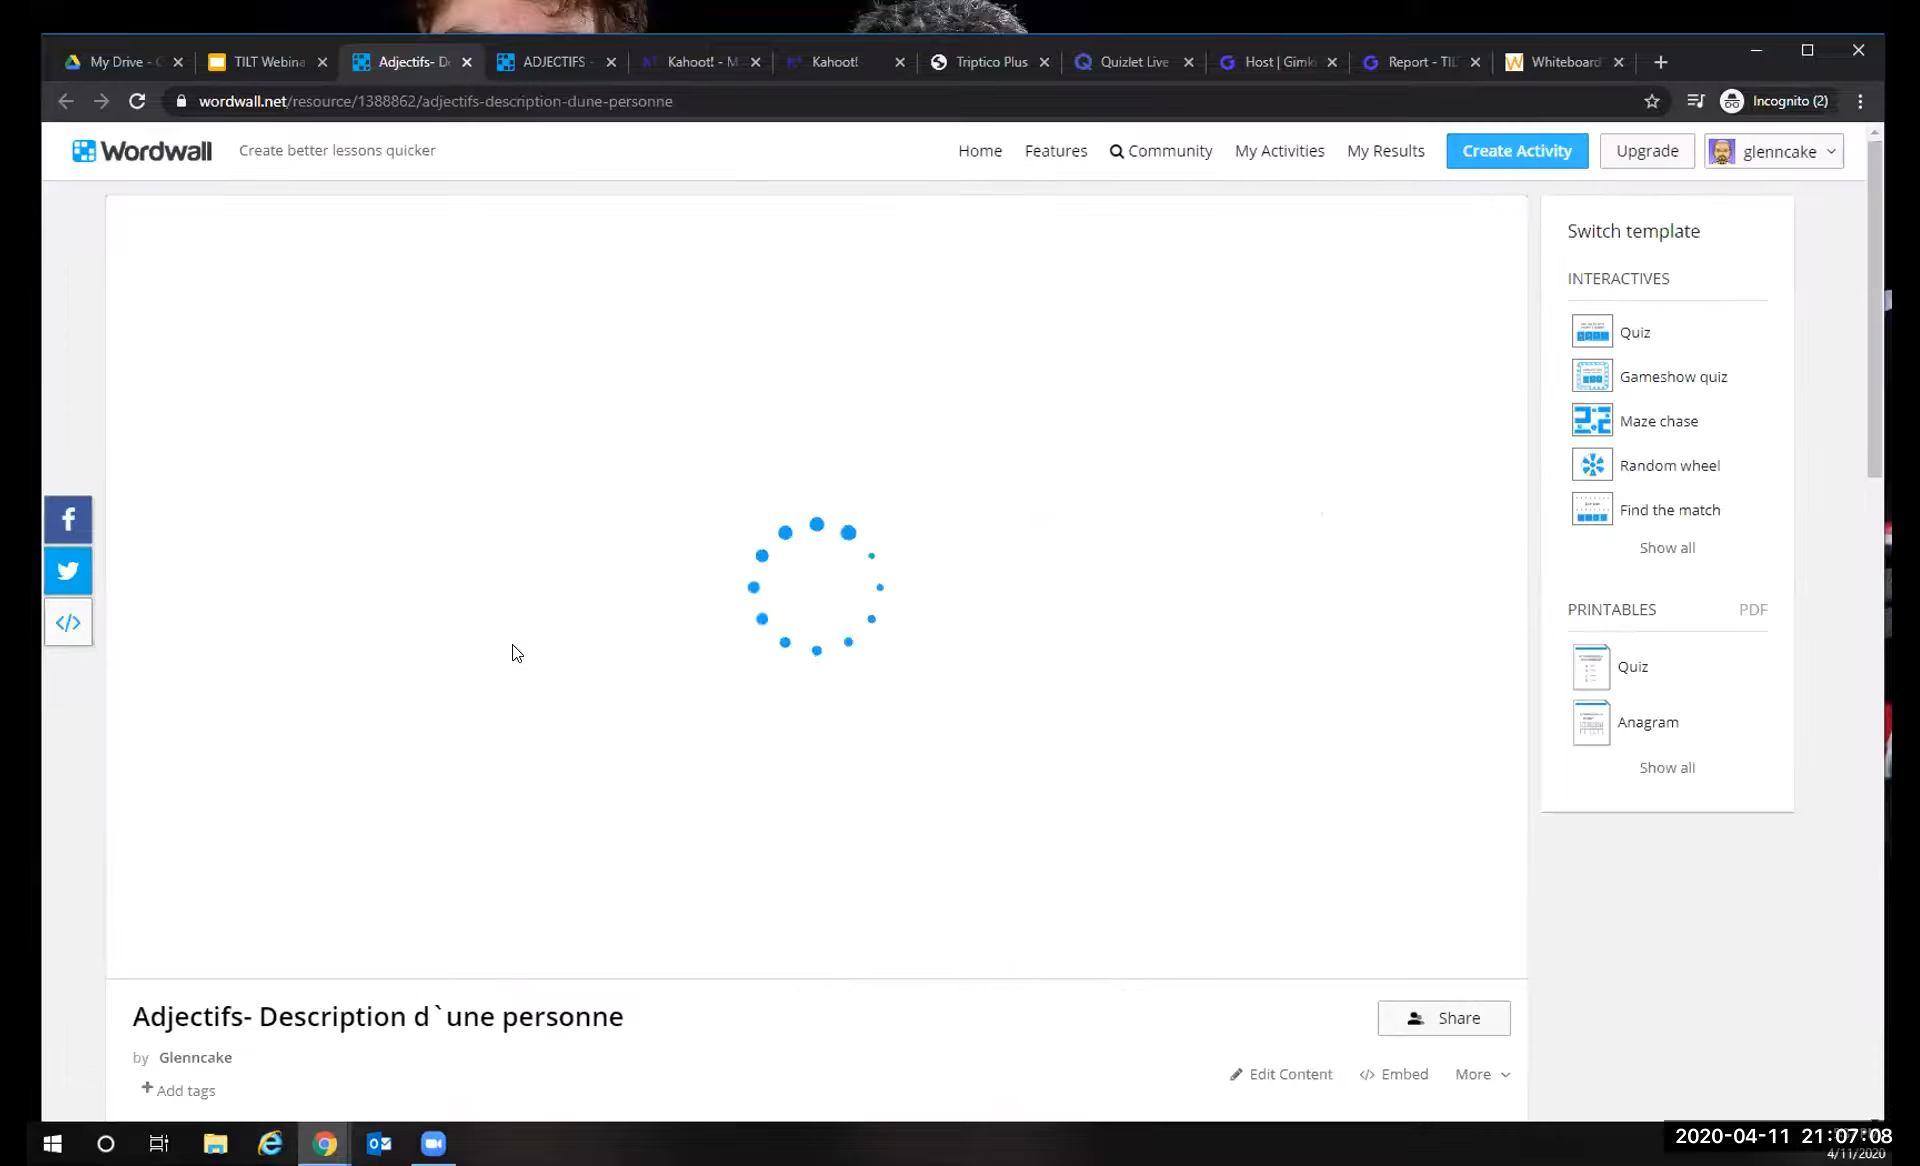 My Drive -
TILT Webina
Adjectifs- D
ADJECTIFS -
Kahoot! - M
Kahoot!
Triptico Plus
Quizlet Live
Host | Gimk
Report - TIL
Whiteboard
wordwall.net/resource/1388862/adjectifs-description-dune-personne
Incognito (2)
Wordwall
Create better lessons quicker
Home
Features
Community
My Activities
My Results
Create Activity
Upgrade
glenncake
Switch template
INTERACTIVES
Quiz
Gameshow quiz
Maze chase
Random wheel
Find the match
Show all
PRINTABLES PDF
Quiz
Anagram
Show all
Adjectifs- Description d`une personne
Share
by Glenncake
Edit Content
</> Embed
More
+ Add tags
2020-04-11 21:07:08
4/11/2020